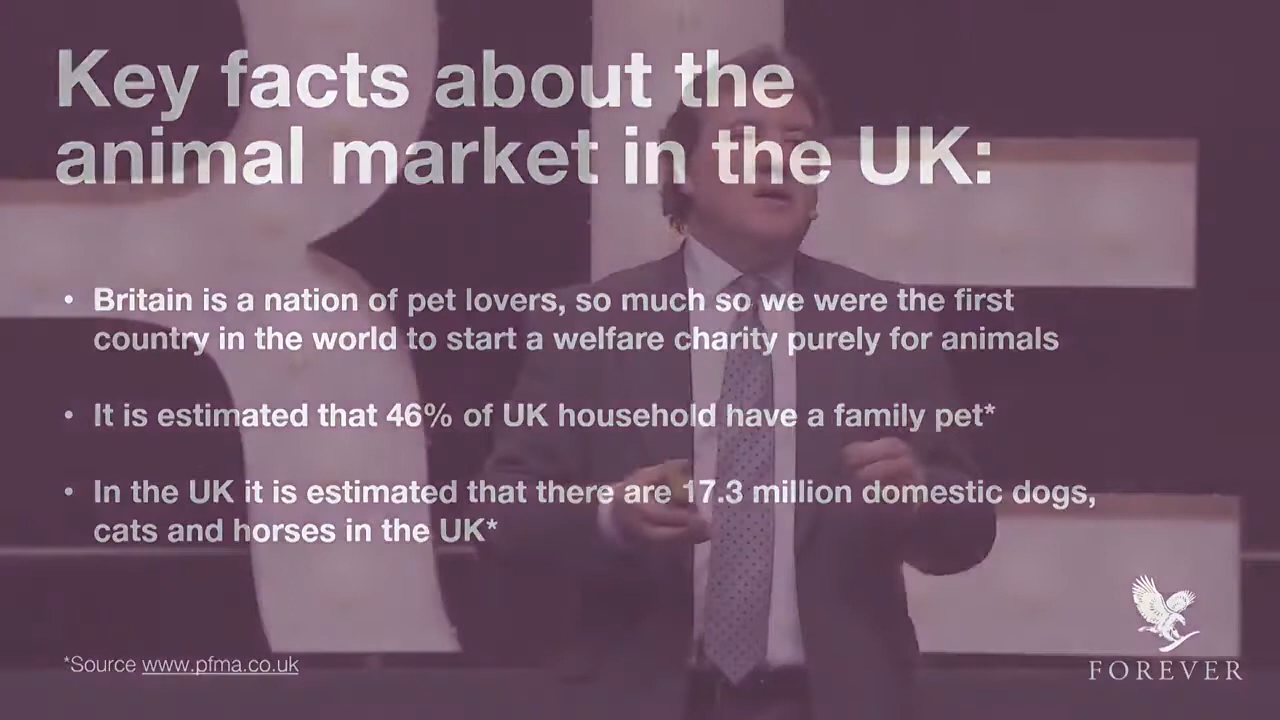 Key facts about the
animal market in the UK:
• Britain is a nation of pet lovers, so much so we were the first
country in the world to start a welfare charity purely for animals
• It is estimated that 46% of UK household have a family pet*
• In the UK it is estimated that there are 17.3 million domestic dogs,
cats and horses in the UK*
*Source www.pfma.co.uk
FOREVER